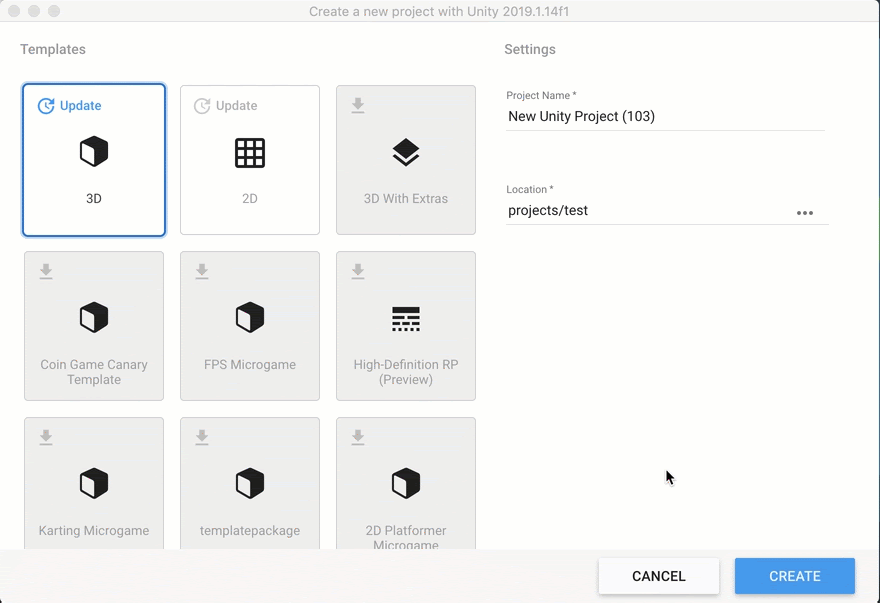 Create a new project with Unity 2019.1.14f1
Templates
Settings
Update
3D
Update
2D
3D With Extras
Project Name *
New Unity Project (103)
Location *
projects/test
...
Coin Game Canary
Template
FPS Microgame
High-Definition RP
(Preview)
Karting Microgame
templatepackage
2D Platformer
Microgame
CANCEL
CREATE